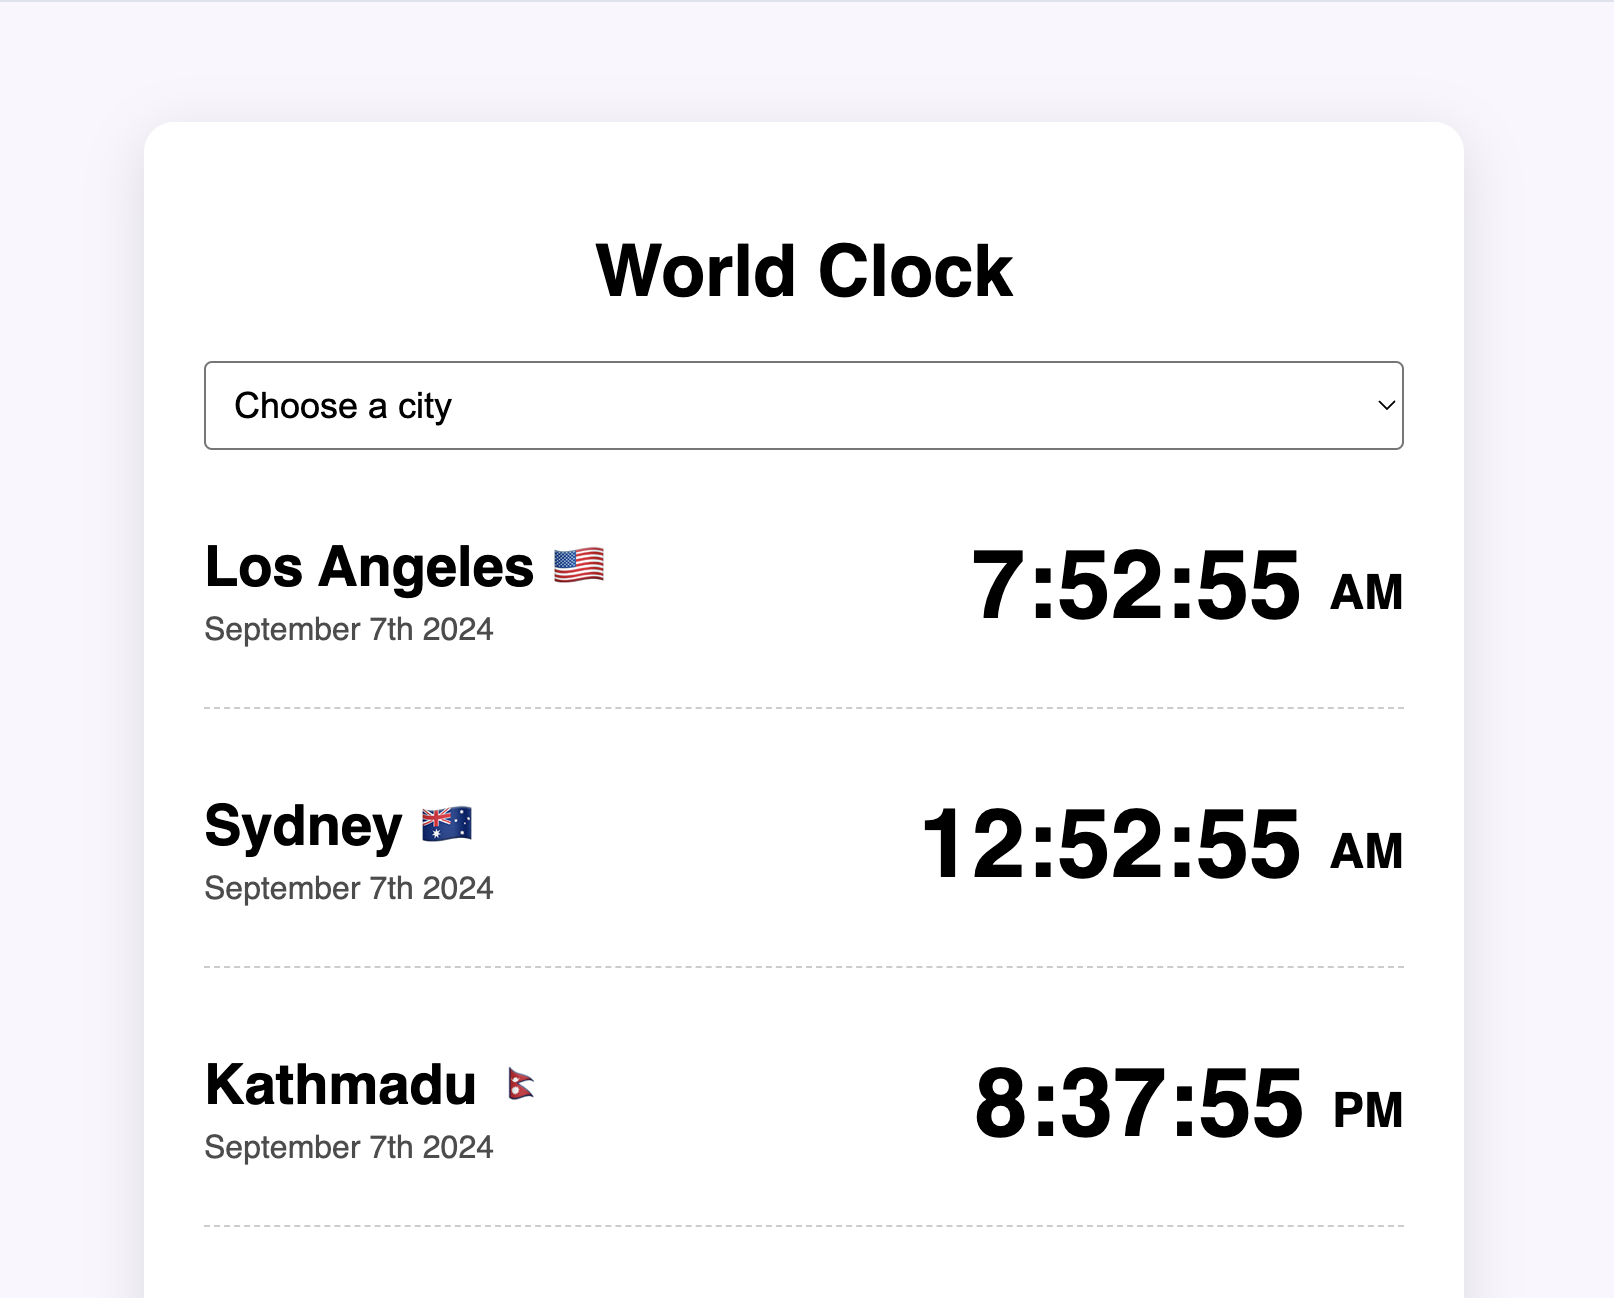 World Clock
Choose a city
Los Angeles 🇺🇸 7:52:55 AM
September 7th 2024
Sydney 🇦🇺 12:52:55 AM
September 7th 2024
Kathmadu 🇳🇵 8:37:55 PM
September 7th 2024